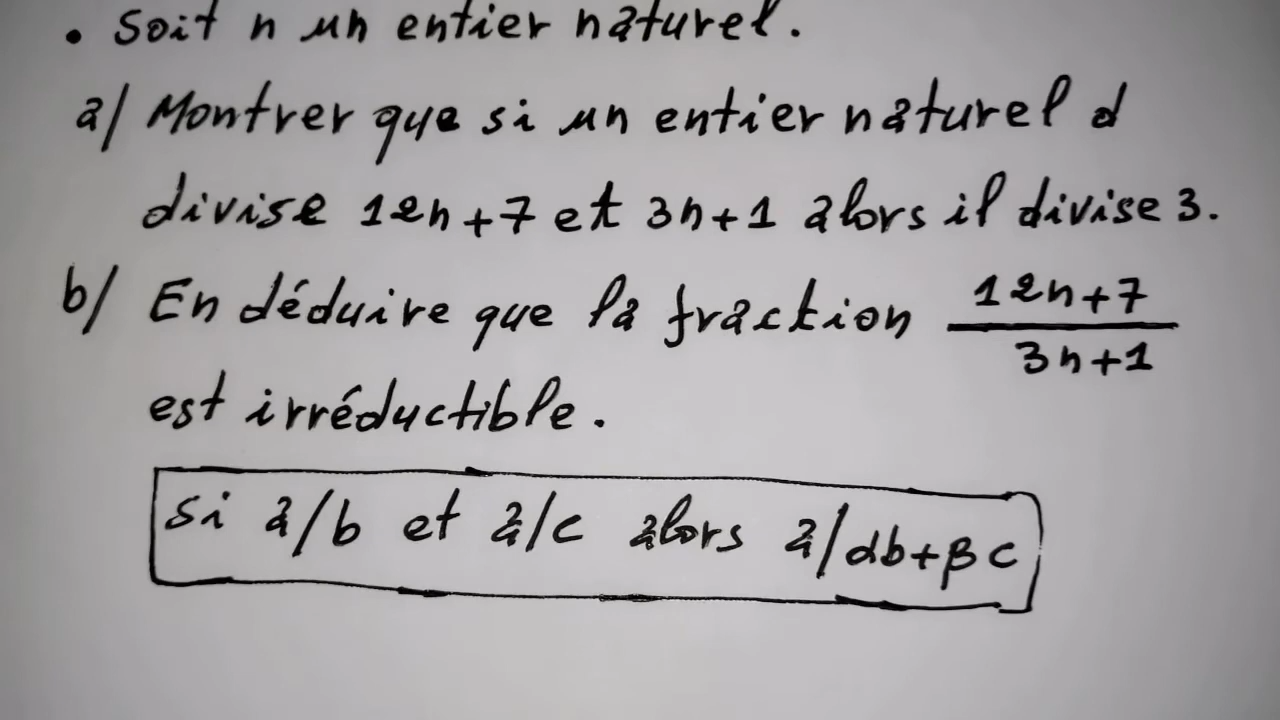 • Soit n un entier naturel.
a/ Montrer que si un entier naturel d
divise 12n+7 et 3n+1 alors il divise 3.
b/ En déduire que la fraction 12n+7 / 3n+1
est irréductible.
si a/b et a/c alors a/αb+βc